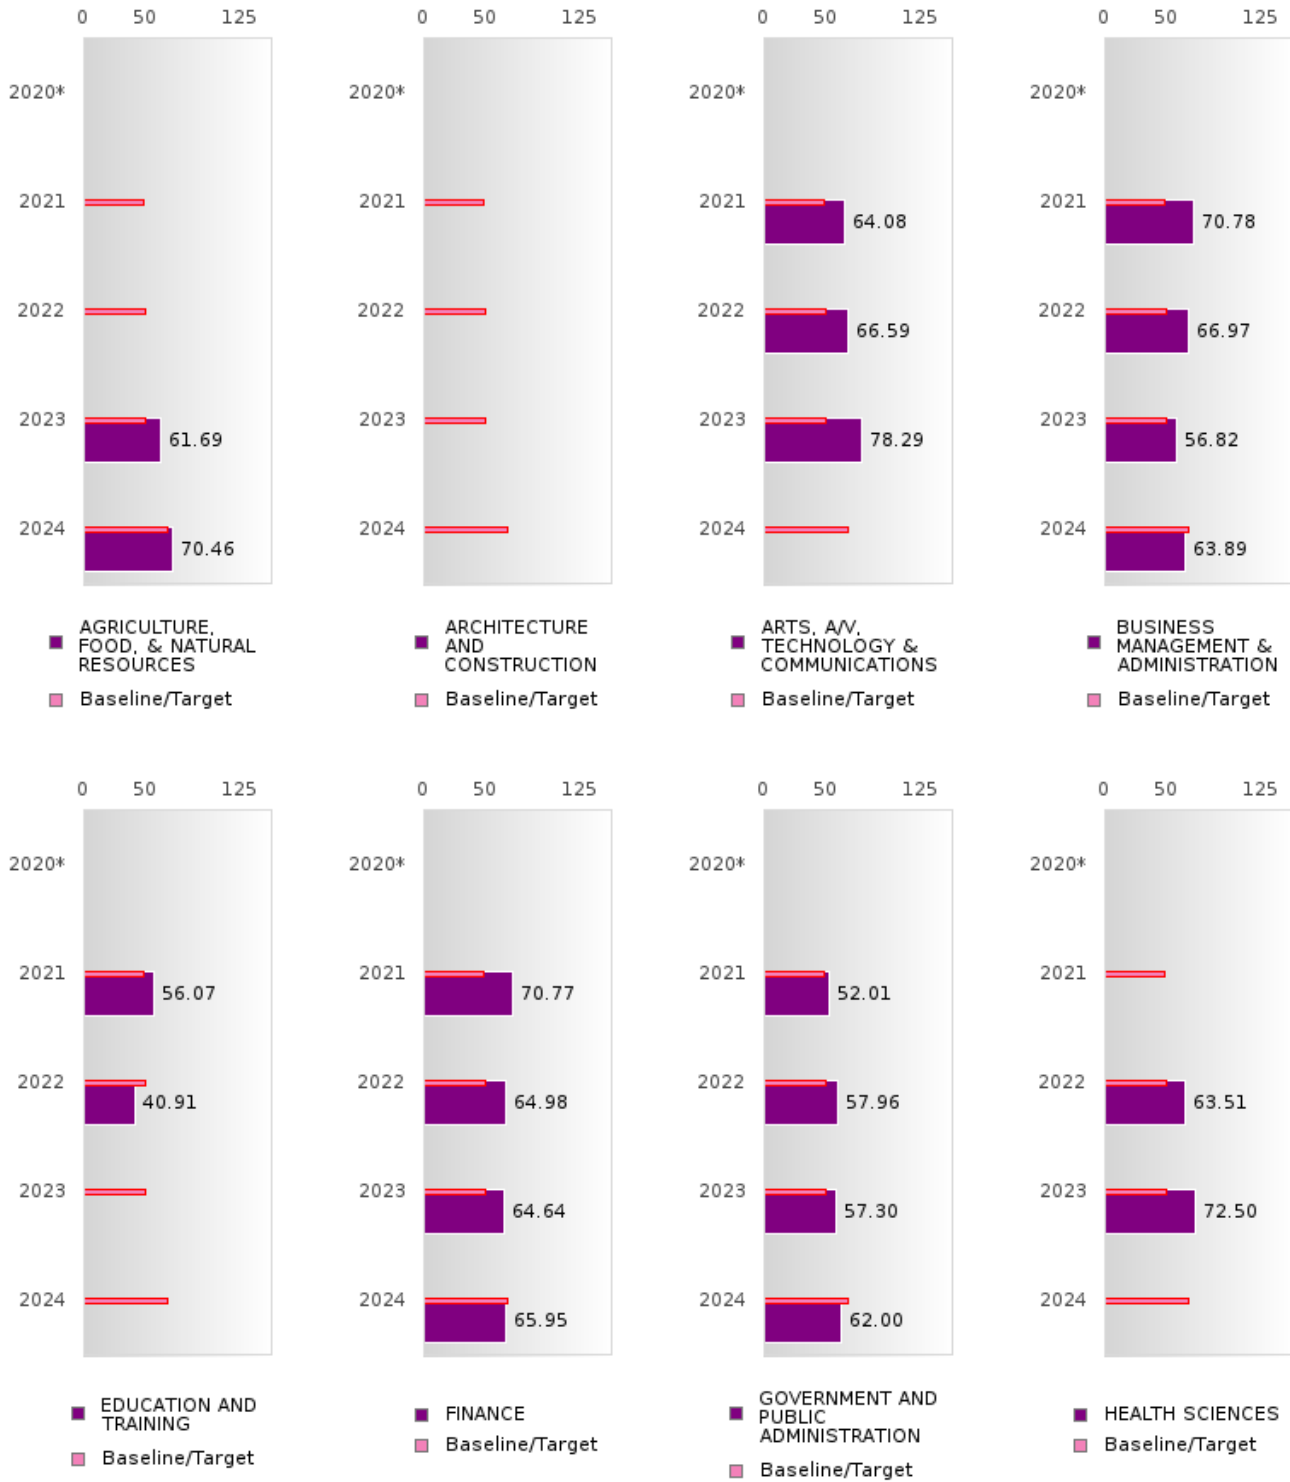 0 50 125
2020*
2021
2022
2023 61.69
2024 70.46
AGRICULTURE,
FOOD, & NATURAL
RESOURCES
Baseline/Target
0 50 125
2020*
2021
2022
2023
2024
ARCHITECTURE
AND
CONSTRUCTION
Baseline/Target
0 50 125
2020*
2021 64.08
2022 66.59
2023 78.29
2024
ARTS, A/V,
TECHNOLOGY &
COMMUNICATIONS
Baseline/Target
0 50 125
2020*
2021 70.78
2022 66.97
2023 56.82
2024 63.89
BUSINESS
MANAGEMENT &
ADMINISTRATION
Baseline/Target
0 50 125
2020*
2021 56.07
2022 40.91
2023
2024
EDUCATION AND
TRAINING
Baseline/Target
0 50 125
2020*
2021 70.77
2022 64.98
2023 64.64
2024 65.95
FINANCE
Baseline/Target
0 50 125
2020*
2021 52.01
2022 57.96
2023 57.30
2024 62.00
GOVERNMENT AND
PUBLIC
ADMINISTRATION
Baseline/Target
0 50 125
2020*
2021
2022 63.51
2023 72.50
2024
HEALTH SCIENCES
Baseline/Target